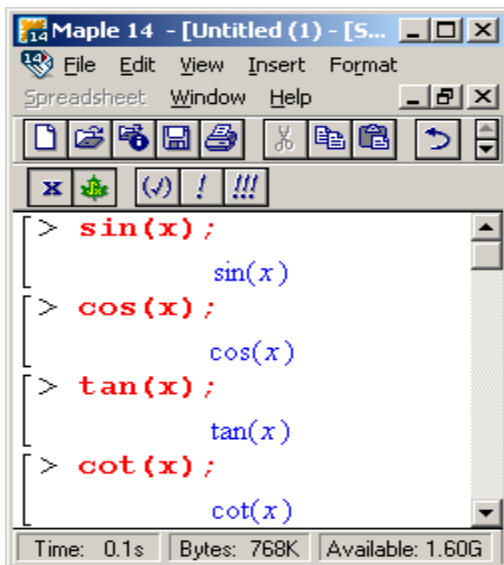 Maple 14 - [Untitled (1) - [S...
File Edit View Insert Format
Spreadsheet Window Help
x (√) ! !!!
> sin(x);
sin(x)
> cos(x);
cos(x)
> tan(x);
tan(x)
> cot(x);
cot(x)
Time: 0.1s Bytes: 768K Available: 1.60G